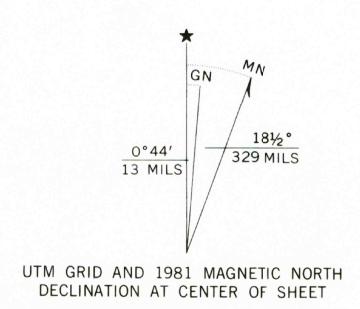 MN
GN
0°44'
13 MILS
18½°
329 MILS
UTM GRID AND 1981 MAGNETIC NORTH
DECLINATION AT CENTER OF SHEET